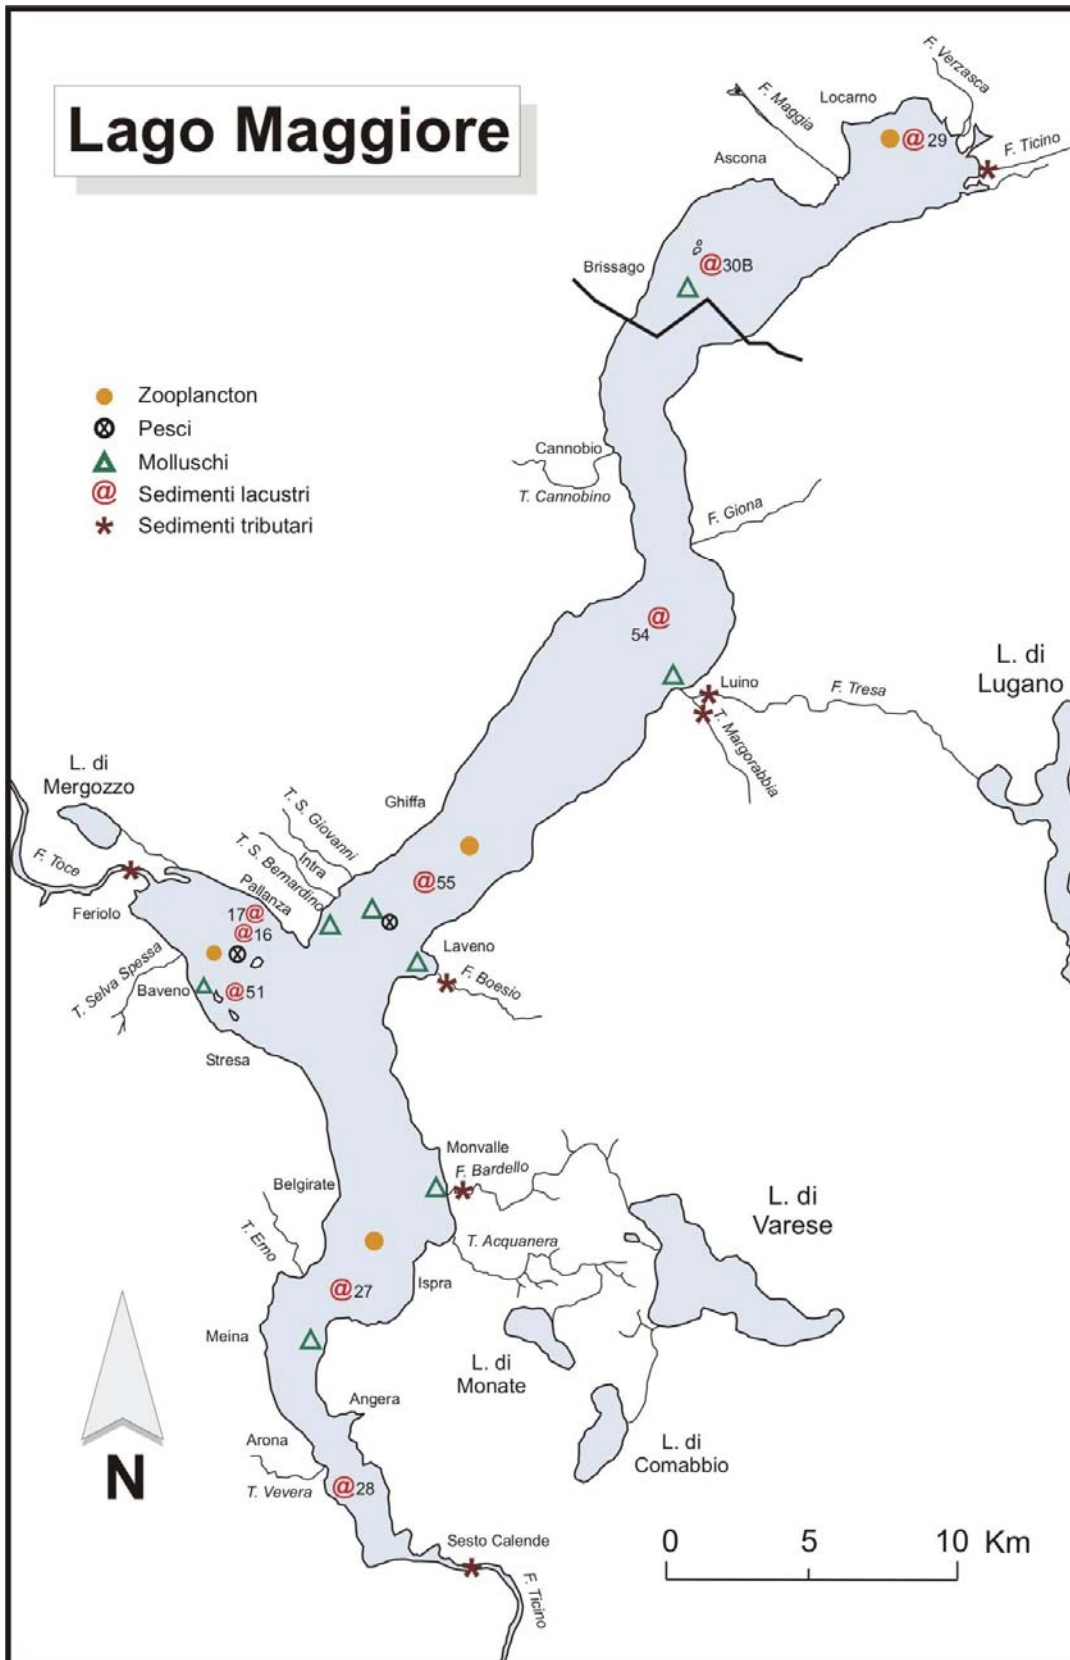 Lago Maggiore
F. Verzasca
Locarno
F. Maggia
@ 29
F. Ticino
Ascona
Brissago
@30B
Zooplancton
Pesci
Molluschi
@ Sedimenti lacustri
* Sedimenti tributari
Cannobio
T. Cannobino
F. Giona
@
54
L. di
Lugano
Luino
F. Tresa
T. Margorabbia
L. di
Mergozzo
Ghiffa
T. S. Giovanni
Intra
T. S. Bernardino
Pallanza
F. Toce
@55
Feriolo
17@
@16
Laveno
F. Boesio
T. Selva Spessa
Baveno
@51
Stresa
Monvalle
F. Bardello
Belgirate
L. di
Varese
T. Erno
T. Acquanera
Ispra
@27
Meina
L. di
Monate
Angera
Arona
L. di
Comabbio
N
T. Vevera
@28
Sesto Calende
F. Ticino
0 5 10 Km